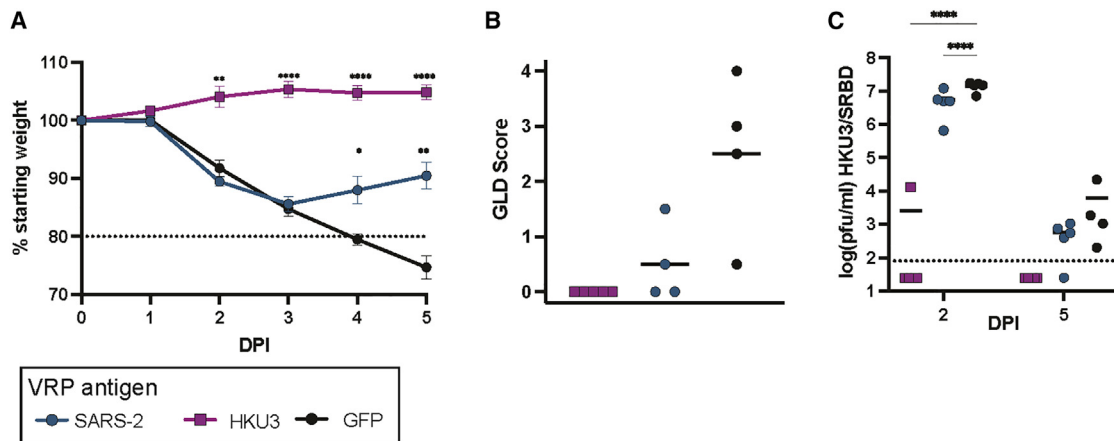 A
% starting weight
110
100
90
80
70
** **** **** ****
* **
0 1 2 3 4 5
DPI
VRP antigen
SARS-2 HKU3 GFP
B
GLD Score
4
3
2
1
0
C
log(pfu/ml) HKU3/SRBD
****
****
8
7
6
5
4
3
2
1
2 5
DPI